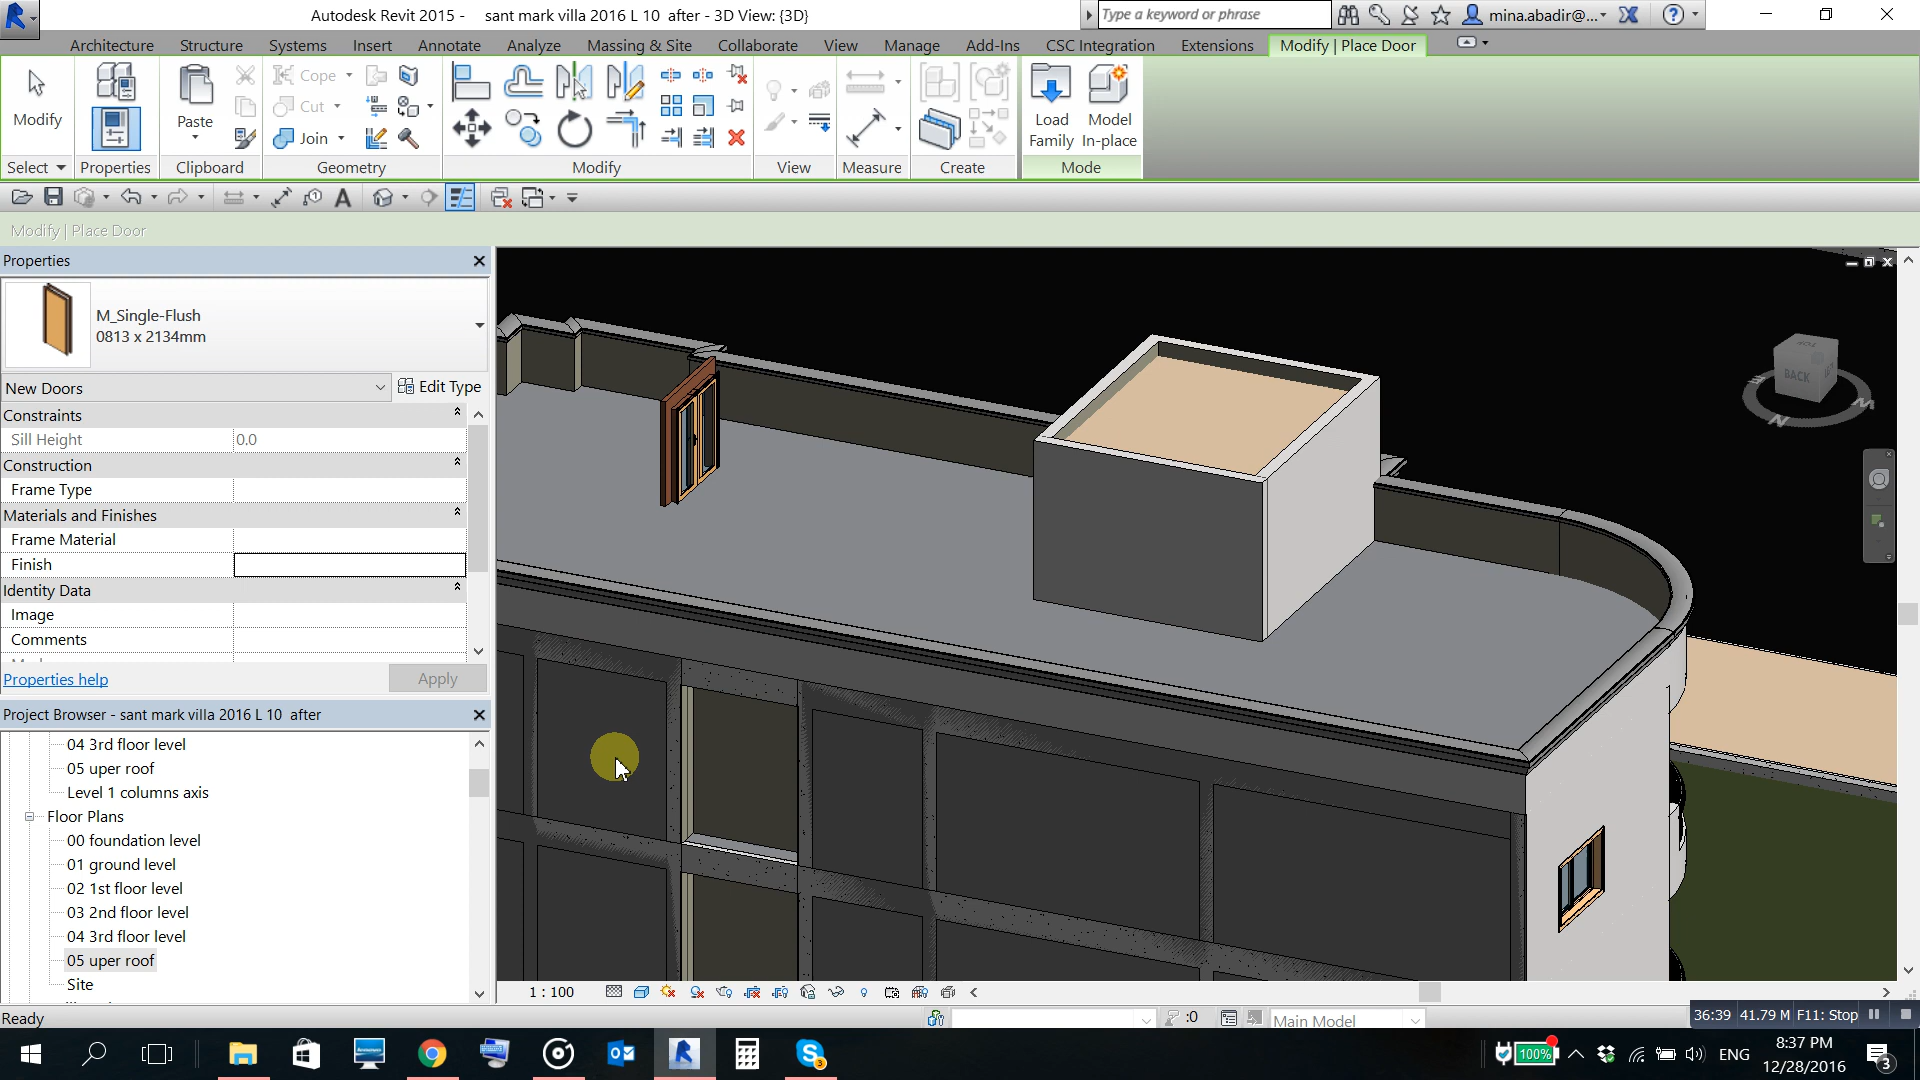 Autodesk Revit 2015 - sant mark villa 2016 L 10 after - 3D View: {3D}
Type a keyword or phrase
mina.abadir@...
Architecture Structure Systems Insert Annotate Analyze Massing & Site Collaborate View Manage Add-Ins CSC Integration Extensions Modify | Place Door
Modify
Paste
Cope
Cut
Join
Load Family
Model In-place
Select Properties Clipboard Geometry Modify View Measure Create Mode
Modify | Place Door
Properties
M_Single-Flush
0813 x 2134mm
New Doors
Edit Type
Constraints
Sill Height 0.0
Construction
Frame Type
Materials and Finishes
Frame Material
Finish
Identity Data
Image
Comments
Properties help
Apply
Project Browser - sant mark villa 2016 L 10 after
04 3rd floor level
05 uper roof
Level 1 columns axis
Floor Plans
00 foundation level
01 ground level
02 1st floor level
03 2nd floor level
04 3rd floor level
05 uper roof
Site
BACK
N
1 : 100
Ready
:0
Main Model
36:39 41.79 M F11: Stop
100%
ENG
8:37 PM
12/28/2016
3
3